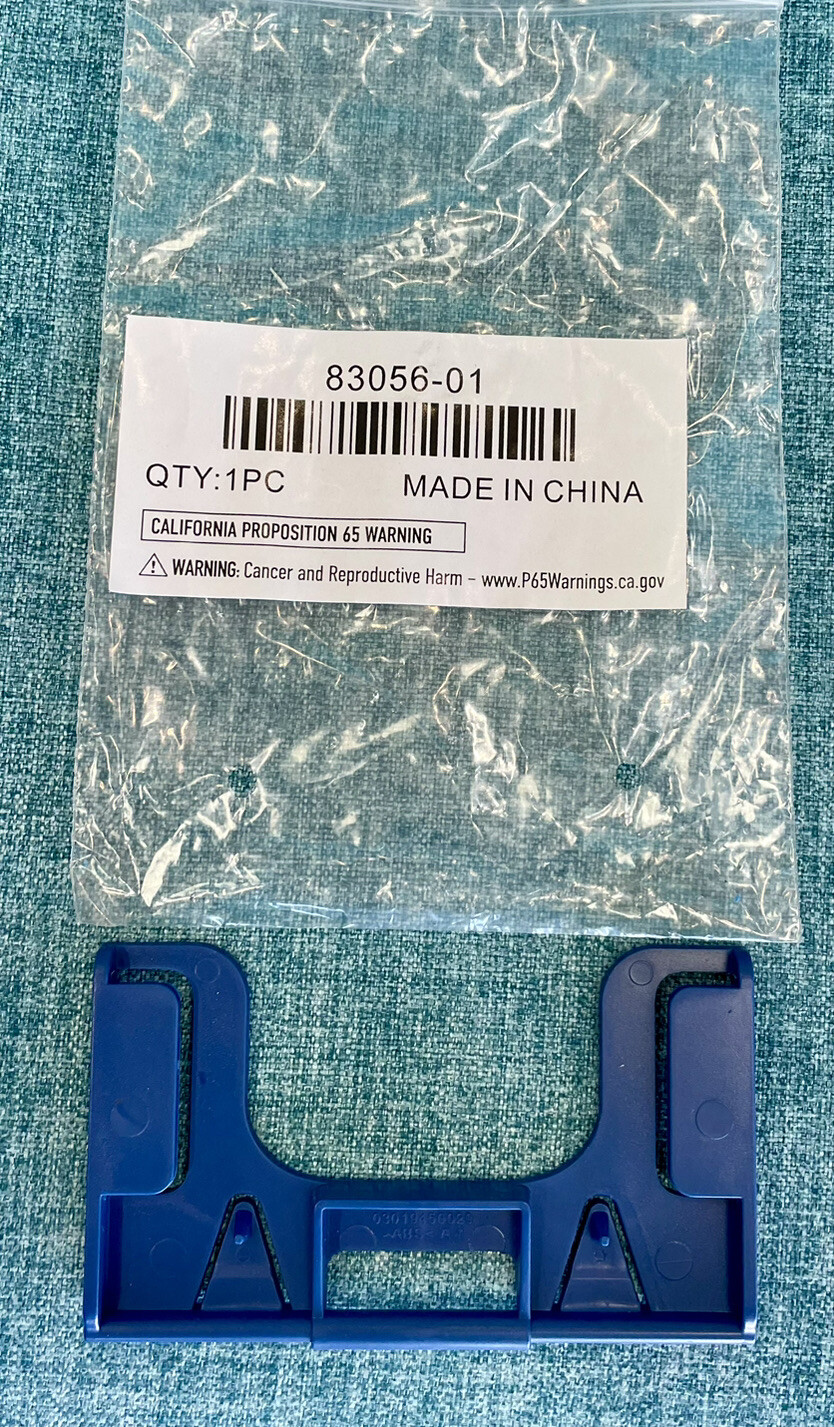 83056-01
QTY:1PC MADE IN CHINA
CALIFORNIA PROPOSITION 65 WARNING
WARNING: Cancer and Reproductive Harm – www.P65Warnings.ca.gov
>ABS<